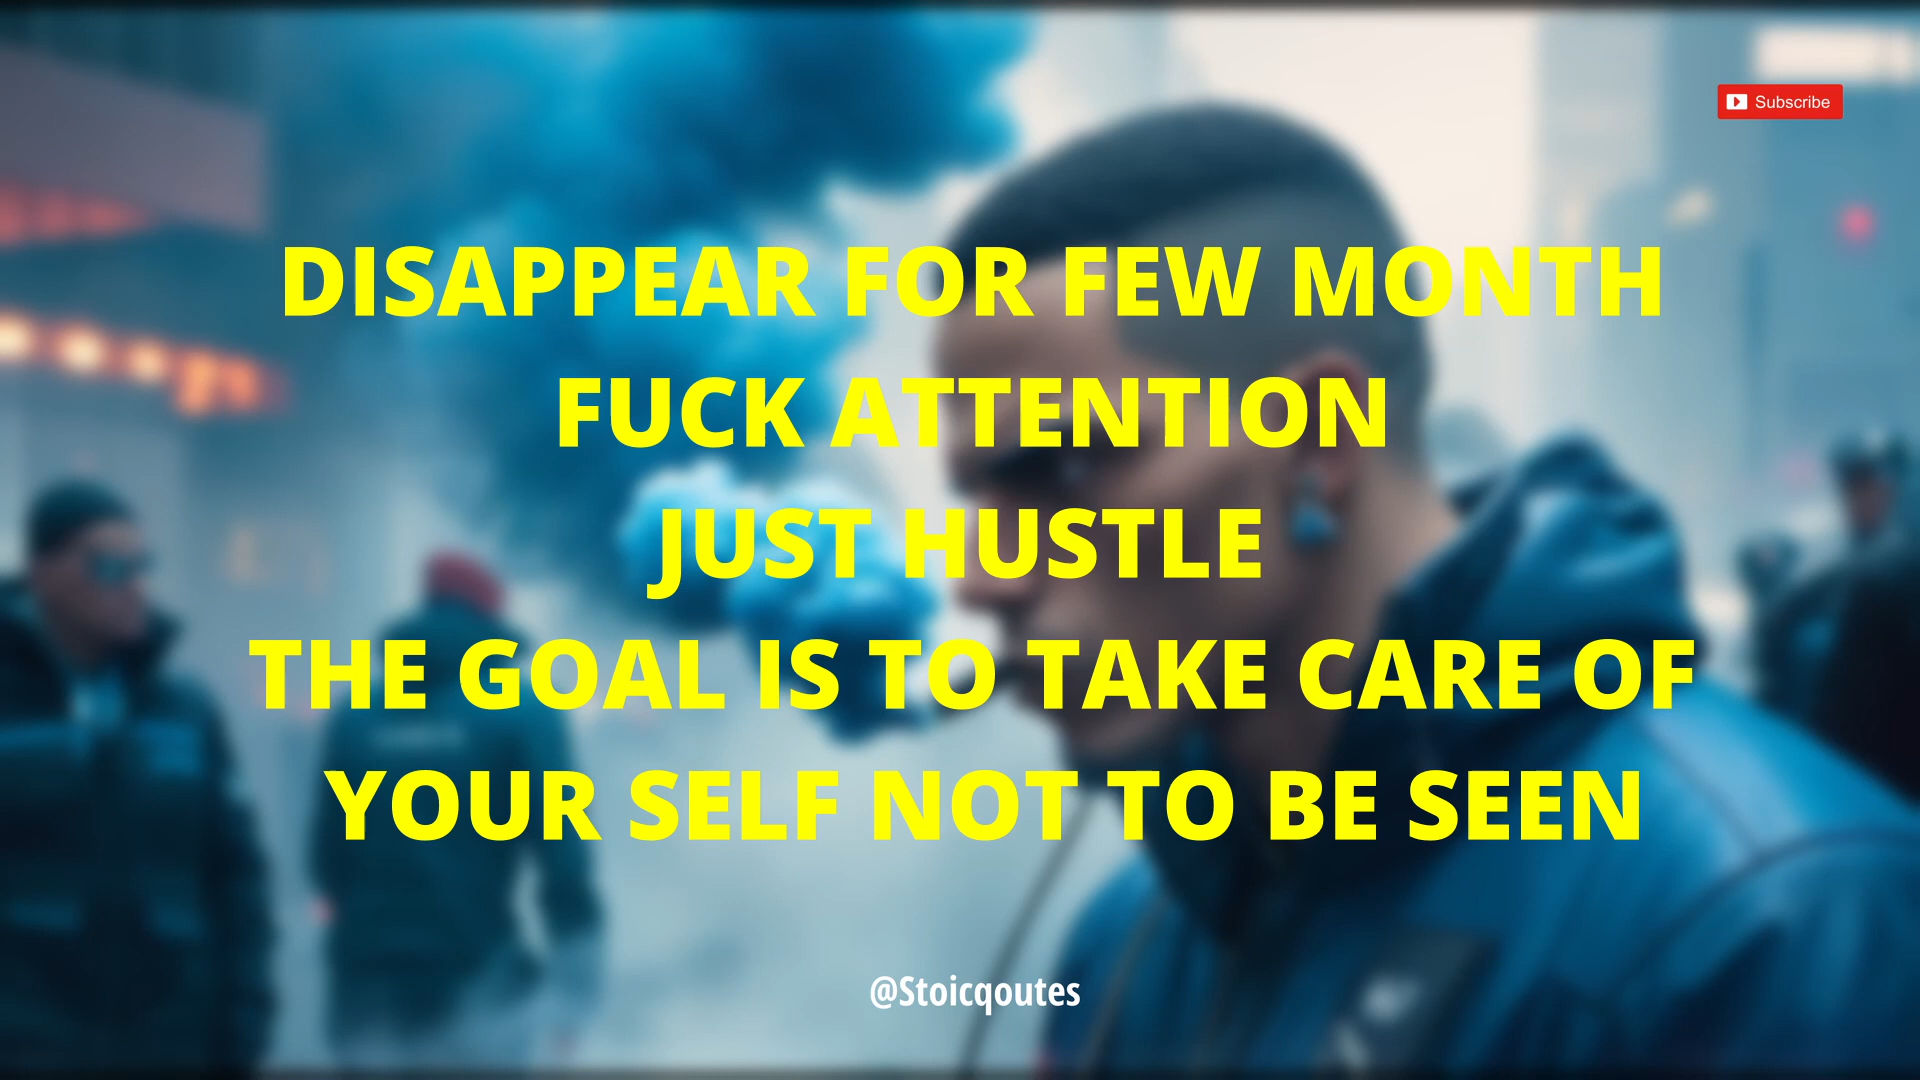 Subscribe
DISAPPEAR FOR FEW MONTH
FUCK ATTENTION
JUST HUSTLE
THE GOAL IS TO TAKE CARE OF
YOUR SELF NOT TO BE SEEN
@Stoicqoutes